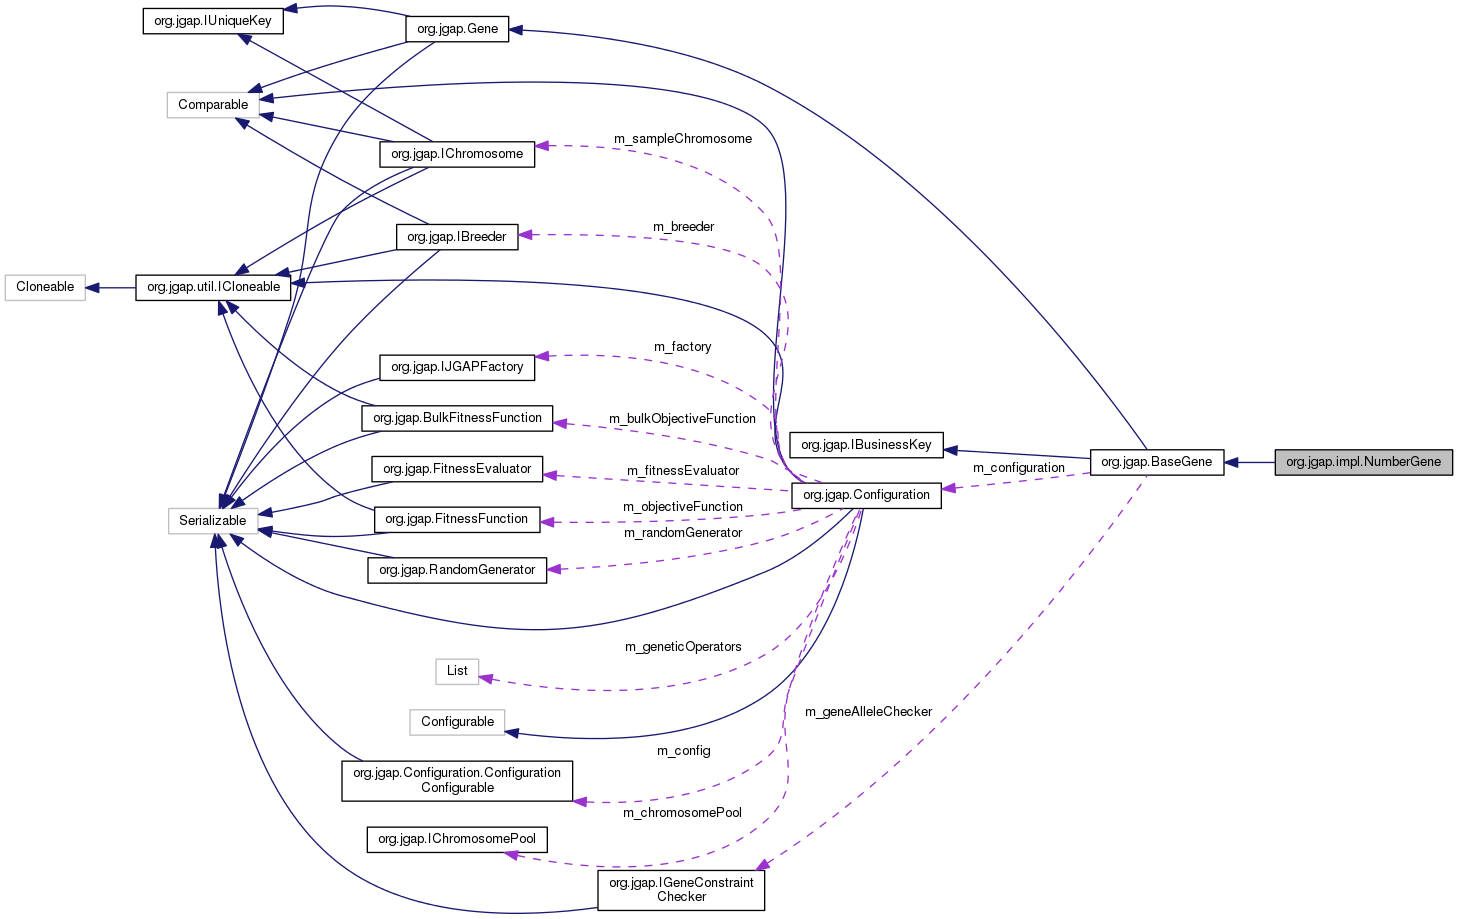 org.jgap.IUniqueKey
org.jgap.Gene
Comparable
m_sampleChromosome
org.jgap.IChromosome
m_breeder
org.jgap.IBreeder
Cloneable
org.jgap.util.ICloneable
m_factory
org.jgap.IJGAPFactory
m_bulkObjectiveFunction
org.jgap.BulkFitnessFunction
org.jgap.IBusinessKey
org.jgap.BaseGene
org.jgap.impl.NumberGene
m_configuration
m_fitnessEvaluator
org.jgap.FitnessEvaluator
org.jgap.Configuration
m_objectiveFunction
Serializable
org.jgap.FitnessFunction
m_randomGenerator
org.jgap.RandomGenerator
m_geneticOperators
List
m_geneAlleleChecker
Configurable
m_config
org.jgap.Configuration.Configuration
Configurable
m_chromosomePool
org.jgap.IChromosomePool
org.jgap.IGeneConstraint
Checker